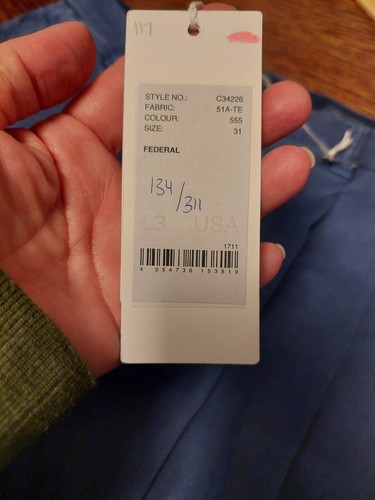 117
STYLE NO.: C34226
FABRIC: 51A-TE
COLOUR: 555
SIZE: 31
FEDERAL
134/311
L3 USA
1711
4 054736 153819